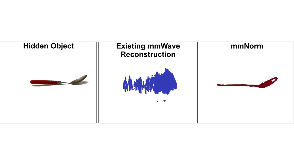 Hidden Object
Existing mmWave
Reconstruction
mmNorm